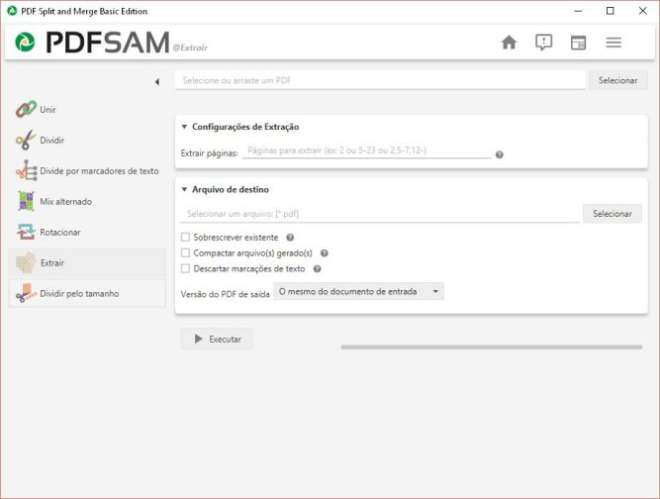 PDF Split and Merge Basic Edition
PDFSAM @Extrair
Selecione ou arraste um PDF
Selecionar
Unir
Dividir
Divide por marcadores de texto
Mix alternado
Rotacionar
Extrair
Dividir pelo tamanho
Configurações de Extração
Extrair páginas: Páginas para extrair (ex: 2 ou 5-23 ou 2,5-7,12-)
Arquivo de destino
Selecionar um arquivo: [*.pdf]
Selecionar
Sobrescrever existente
Compactar arquivo(s) gerado(s)
Descartar marcações de texto
Versão do PDF de saída O mesmo do documento de entrada
Executar